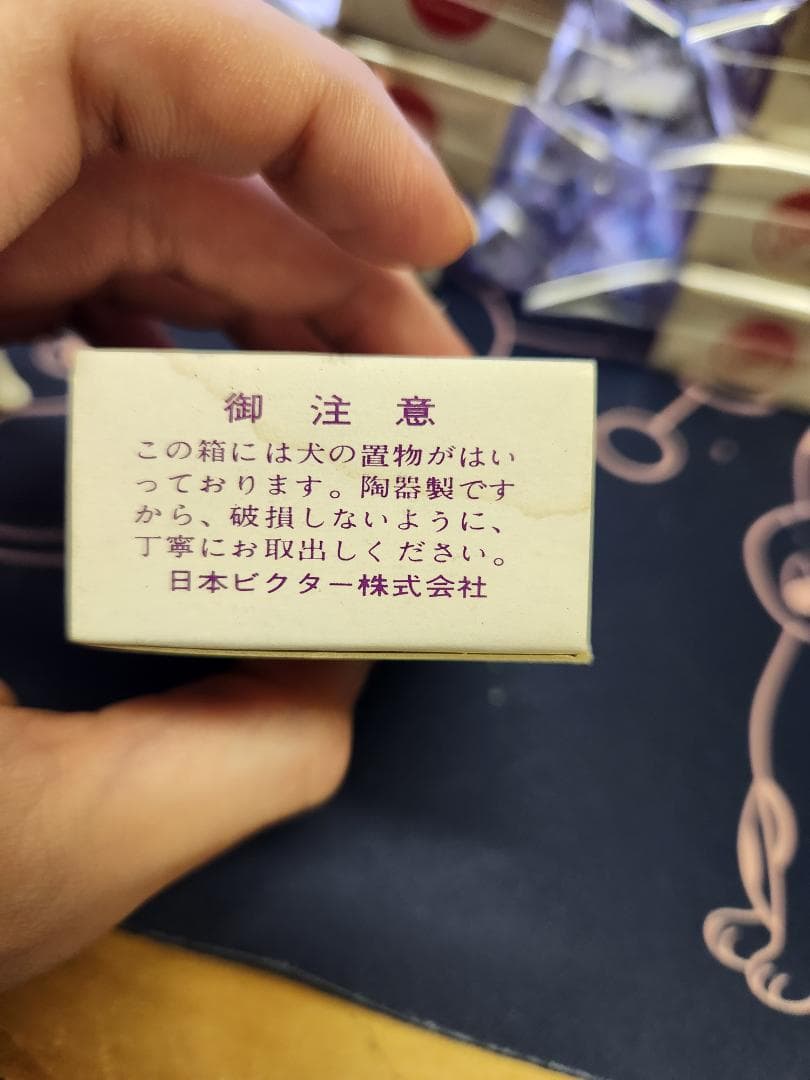 御注意
この箱には犬の置物がはい
っております。陶器製です
から、破損しないように、
丁寧にお取出しください。
日本ビクター株式会社